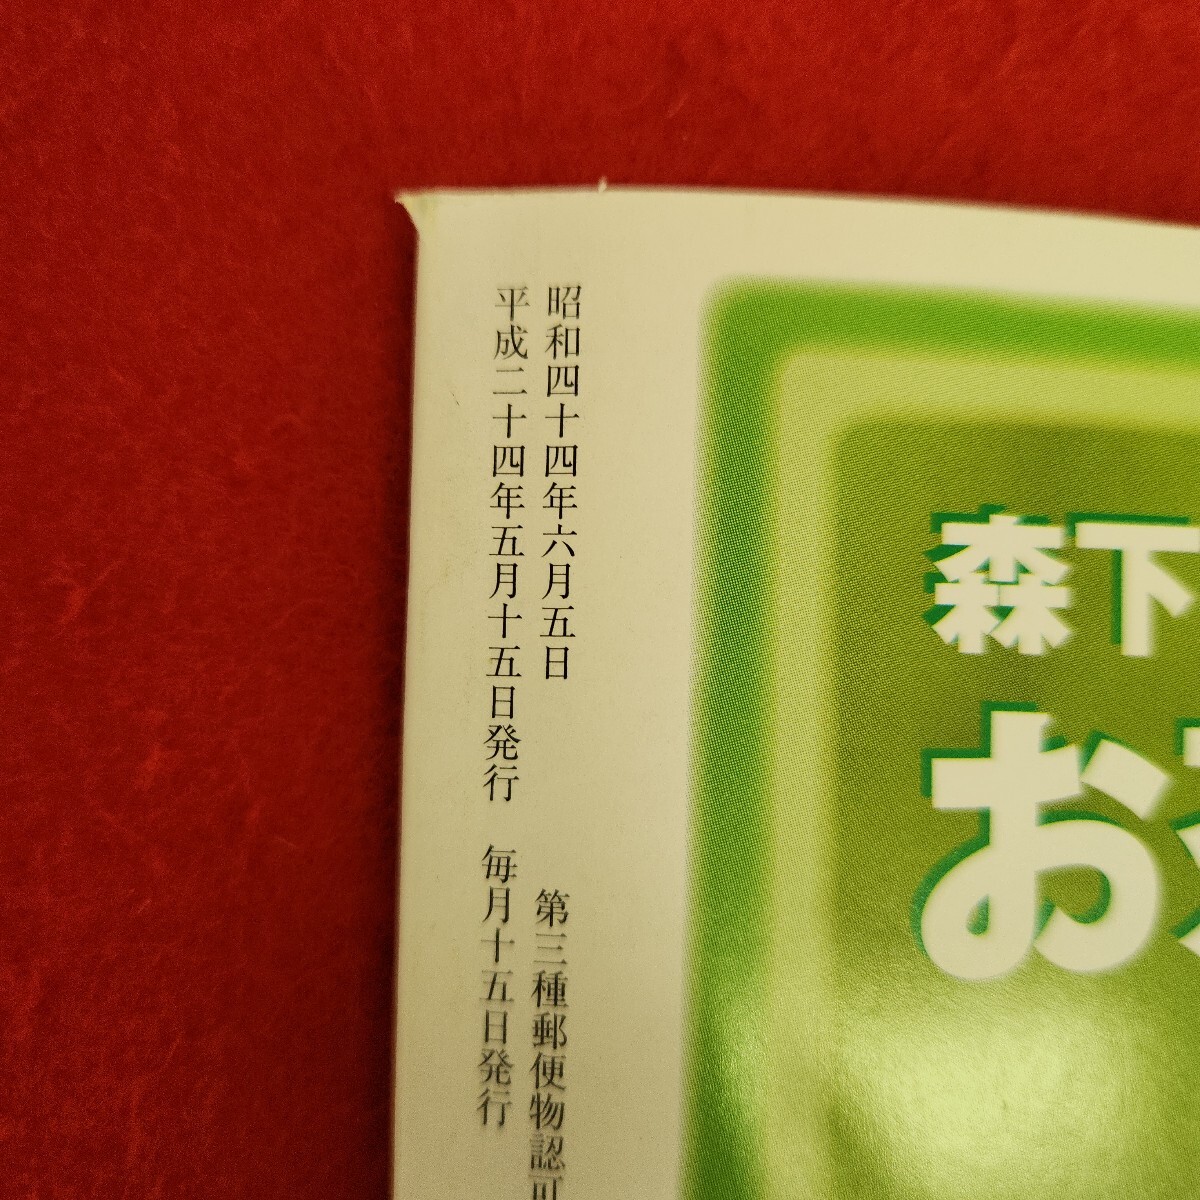 昭和四十四年六月五日 第三種郵便物認可
平成二十四年五月十五日発行 毎月十五日発行
森下
お